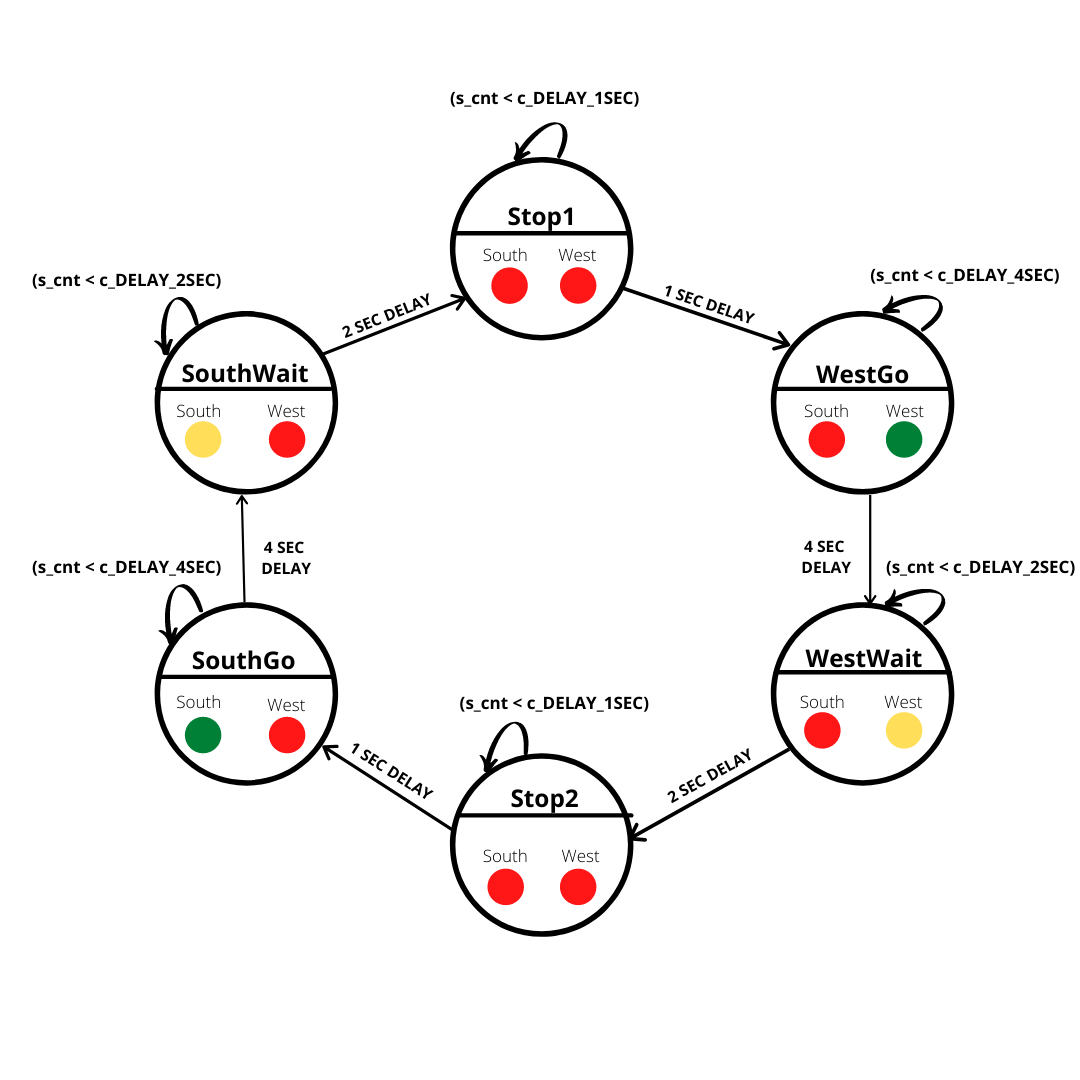 (s_cnt < c_DELAY_1SEC)
Stop1
South West
(s_cnt < c_DELAY_2SEC)
2 SEC DELAY
1 SEC DELAY
(s_cnt < c_DELAY_4SEC)
SouthWait
South West
WestGo
South West
4 SEC
DELAY
4 SEC
DELAY
(s_cnt < c_DELAY_4SEC)
(s_cnt < c_DELAY_2SEC)
SouthGo
South West
WestWait
South West
(s_cnt < c_DELAY_1SEC)
1 SEC DELAY
2 SEC DELAY
Stop2
South West